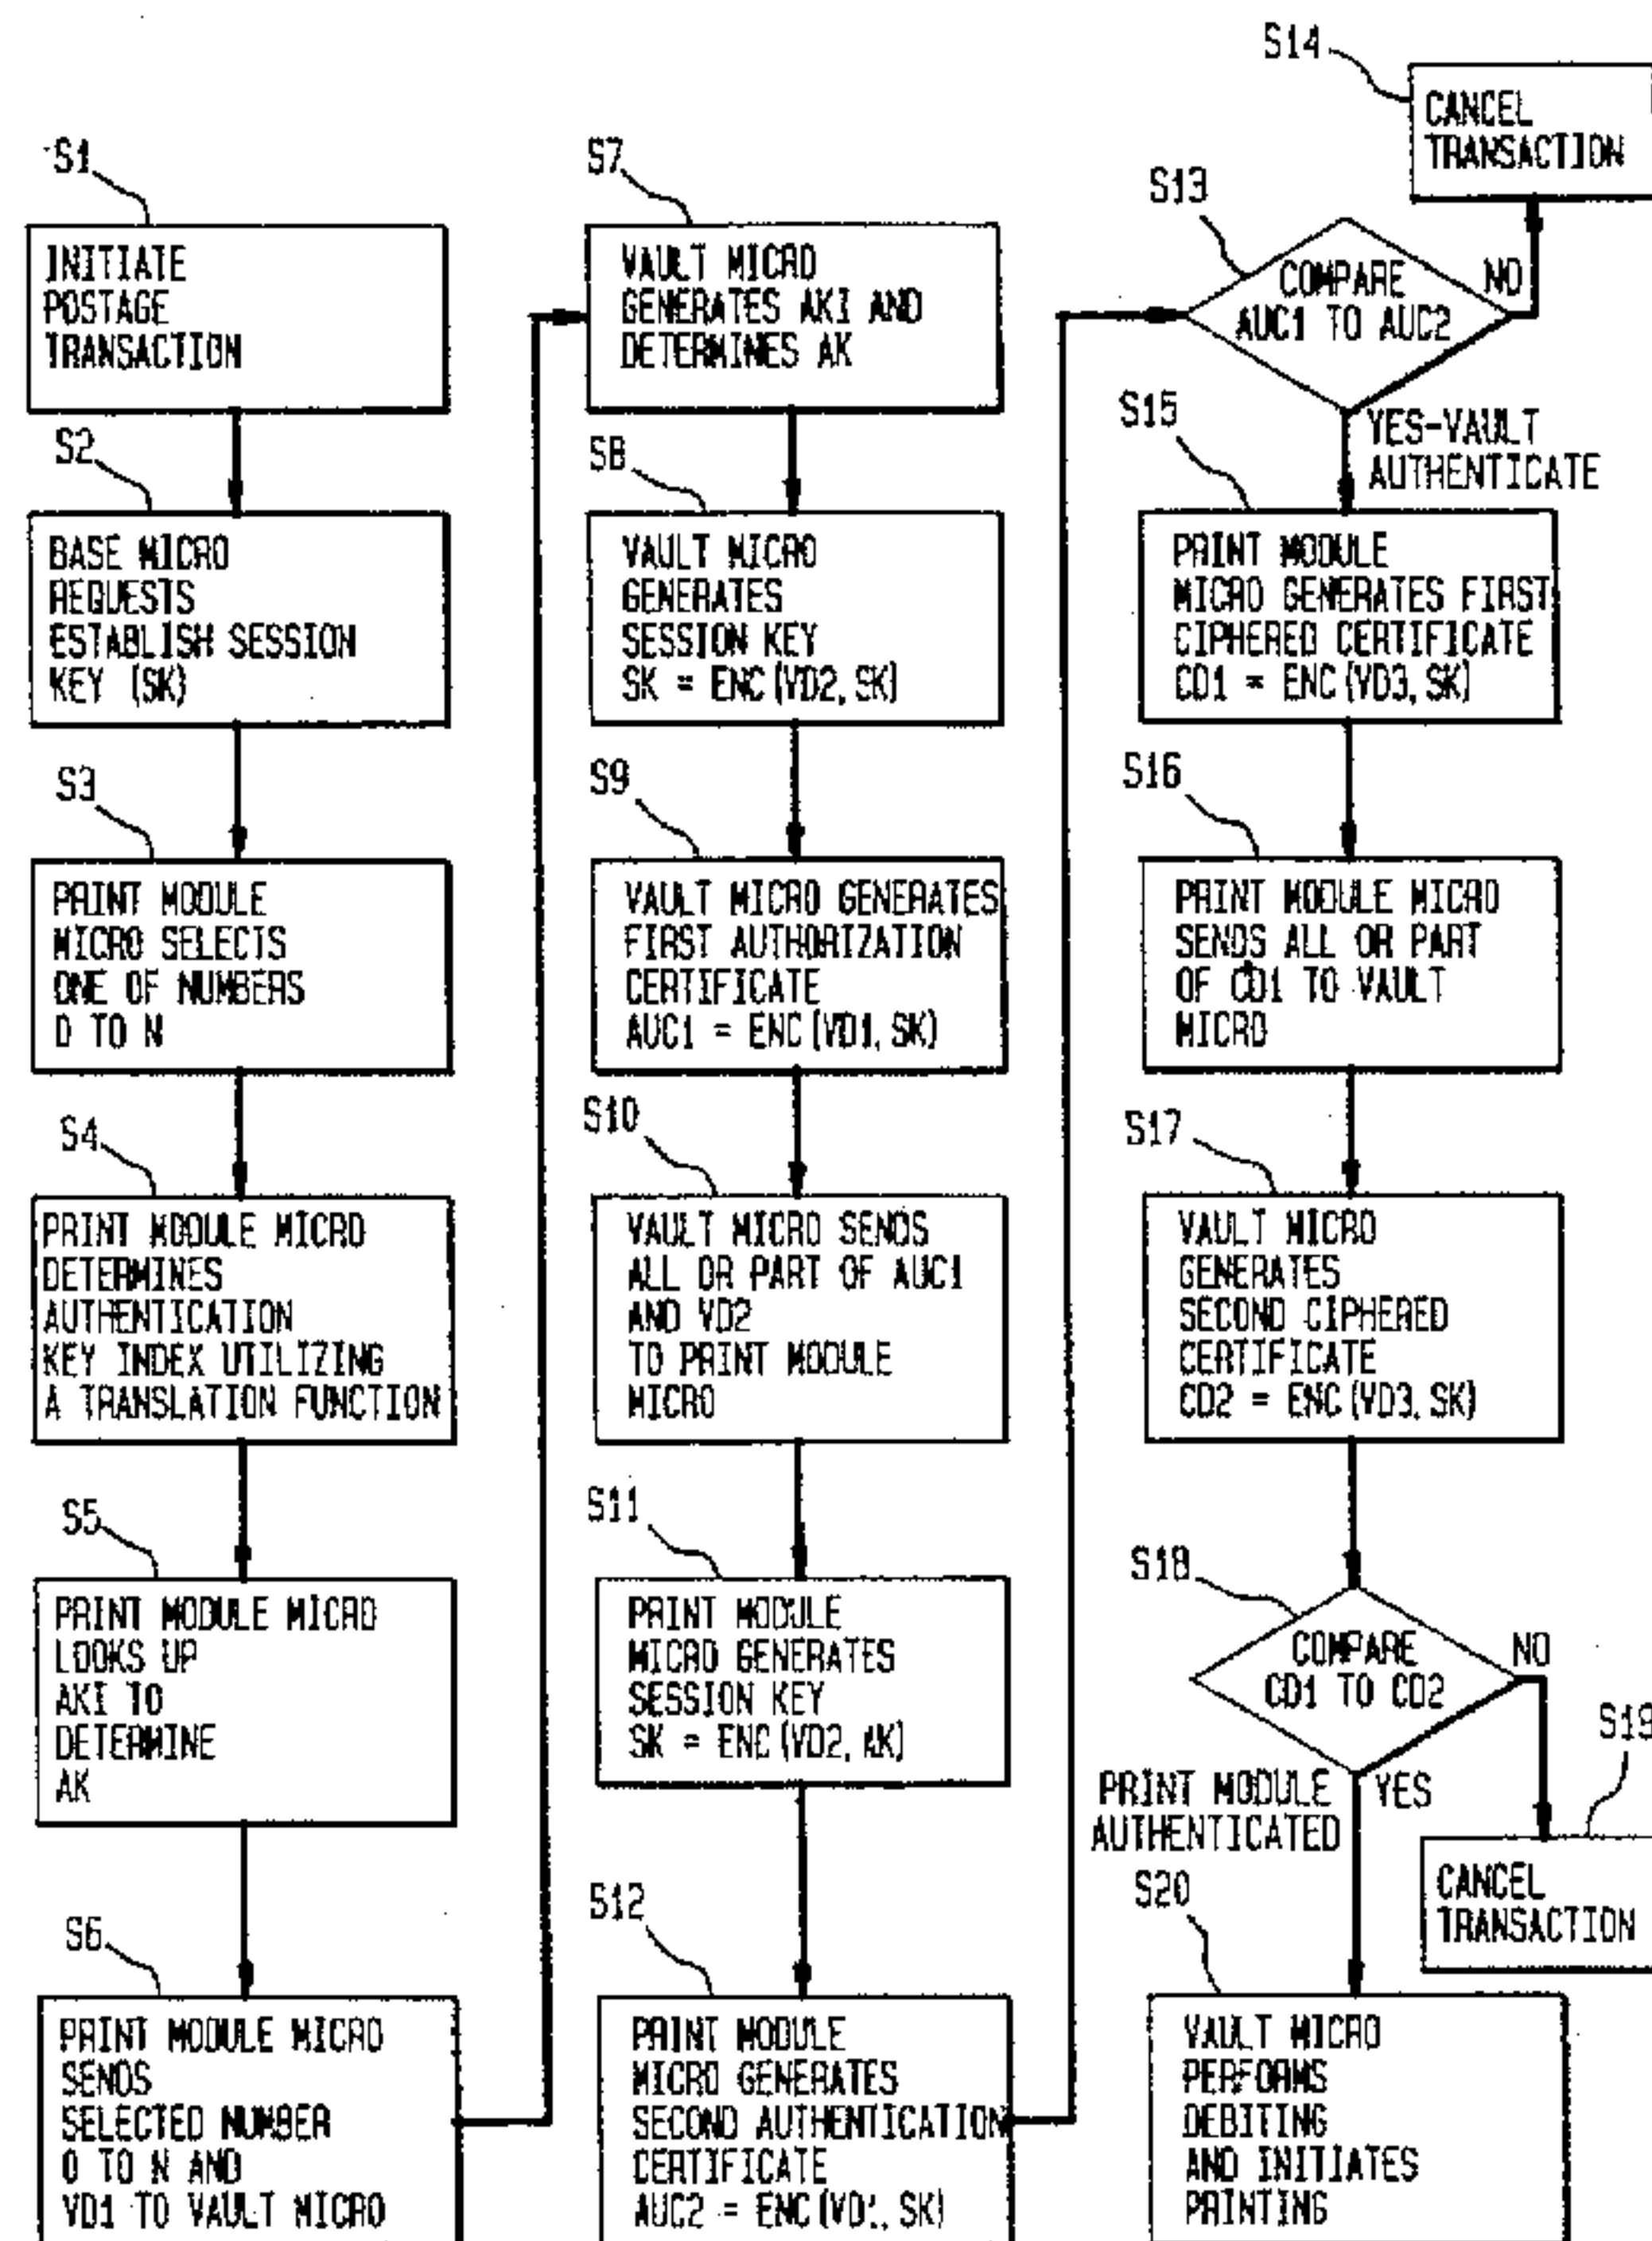 S1
INITIATE
POSTAGE
TRANSACTION
S2
BASE MICRO
REQUESTS
ESTABLISH SESSION
KEY (SK)
S3
PRINT MODULE
MICRO SELECTS
ONE OF NUMBERS
0 TO N
S4
PRINT MODULE MICRO
DETERMINES
AUTHENTICATION
KEY INDEX UTILIZING
A TRANSLATION FUNCTION
S5
PRINT MODULE MICRO
LOOKS UP
AKI TO
DETERMINE
AK
S6
PRINT MODULE MICRO
SENDS
SELECTED NUMBER
0 TO N AND
VD1 TO VAULT MICRO
S7
VAULT MICRO
GENERATES AKI AND
DETERMINES AK
S8
VAULT MICRO
GENERATES
SESSION KEY
SK = ENC(VD2, SK)
S9
VAULT MICRO GENERATES
FIRST AUTHORIZATION
CERTIFICATE
AUC1 = ENC(VD1, SK)
S10
VAULT MICRO SENDS
ALL OR PART OF AUC1
AND VD2
TO PRINT MODULE
MICRO
S11
PRINT MODULE
MICRO GENERATES
SESSION KEY
SK = ENC(VD2, AK)
S12
PRINT MODULE
MICRO GENERATES
SECOND AUTHENTICATION
CERTIFICATE
AUC2 = ENC(VD1, SK)
S13
COMPARE
AUC1 TO AUC2
NO
S14
CANCEL
TRANSACTION
YES-VAULT
AUTHENTICATE
S15
PRINT MODULE
MICRO GENERATES FIRST
CIPHERED CERTIFICATE
CD1 = ENC(VD3, SK)
S16
PRINT MODULE MICRO
SENDS ALL OR PART
OF CD1 TO VAULT
MICRO
S17
VAULT MICRO
GENERATES
SECOND CIPHERED
CERTIFICATE
CD2 = ENC(VD3, SK)
S18
COMPARE
CD1 TO CD2
NO
S19
CANCEL
TRANSACTION
YES
PRINT MODULE
AUTHENTICATED
S20
VAULT MICRO
PERFORMS
DEBITING
AND INITIATES
PRINTING